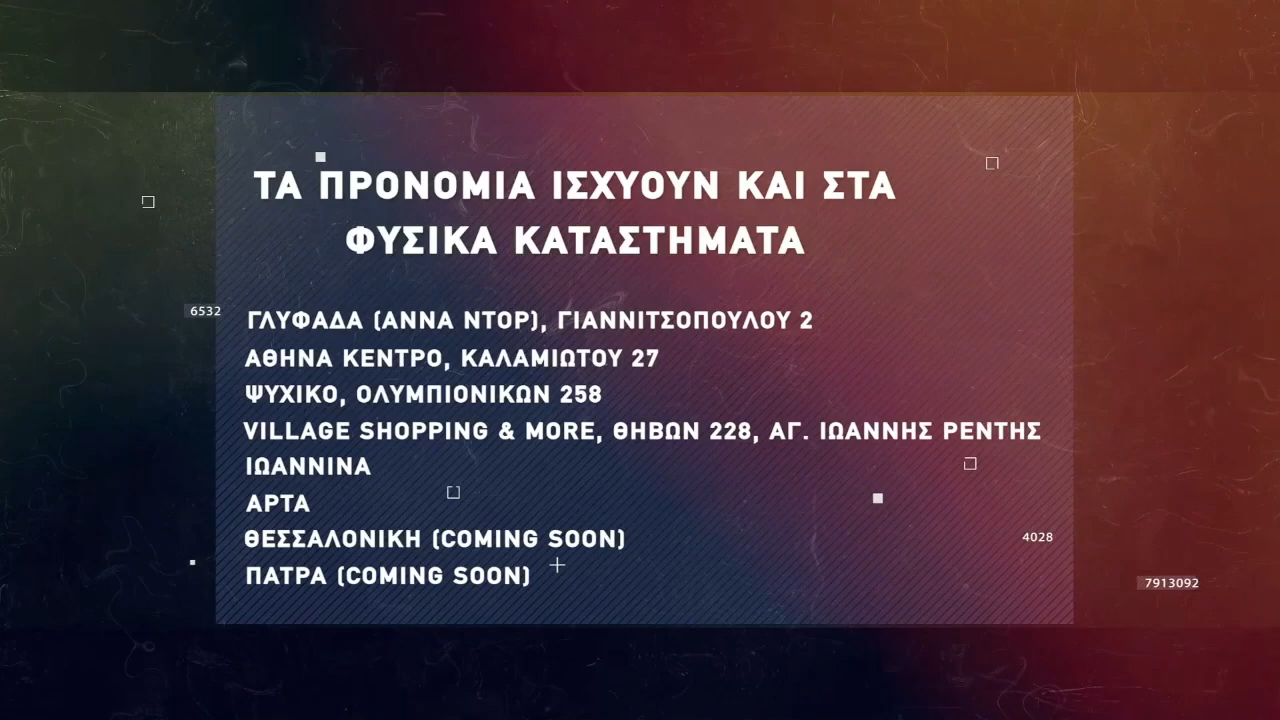 ΤΑ ΠΡΟΝΟΜΙΑ ΙΣΧΥΟΥΝ ΚΑΙ ΣΤΑ
ΦΥΣΙΚΑ ΚΑΤΑΣΤΗΜΑΤΑ
6532
ΓΛΥΦΑΔΑ (ΑΝΝΑ ΝΤΟΡ), ΓΙΑΝΝΙΤΣΟΠΟΥΛΟΥ 2
ΑΘΗΝΑ ΚΕΝΤΡΟ, ΚΑΛΑΜΙΩΤΟΥ 27
ΨΥΧΙΚΟ, ΟΛΥΜΠΙΟΝΙΚΩΝ 258
VILLAGE SHOPPING & MORE, ΘΗΒΩΝ 228, ΑΓ. ΙΩΑΝΝΗΣ ΡΕΝΤΗΣ
ΙΩΑΝΝΙΝΑ
ΑΡΤΑ
ΘΕΣΣΑΛΟΝΙΚΗ (COMING SOON)
4028
ΠΑΤΡΑ (COMING SOON)
7913092